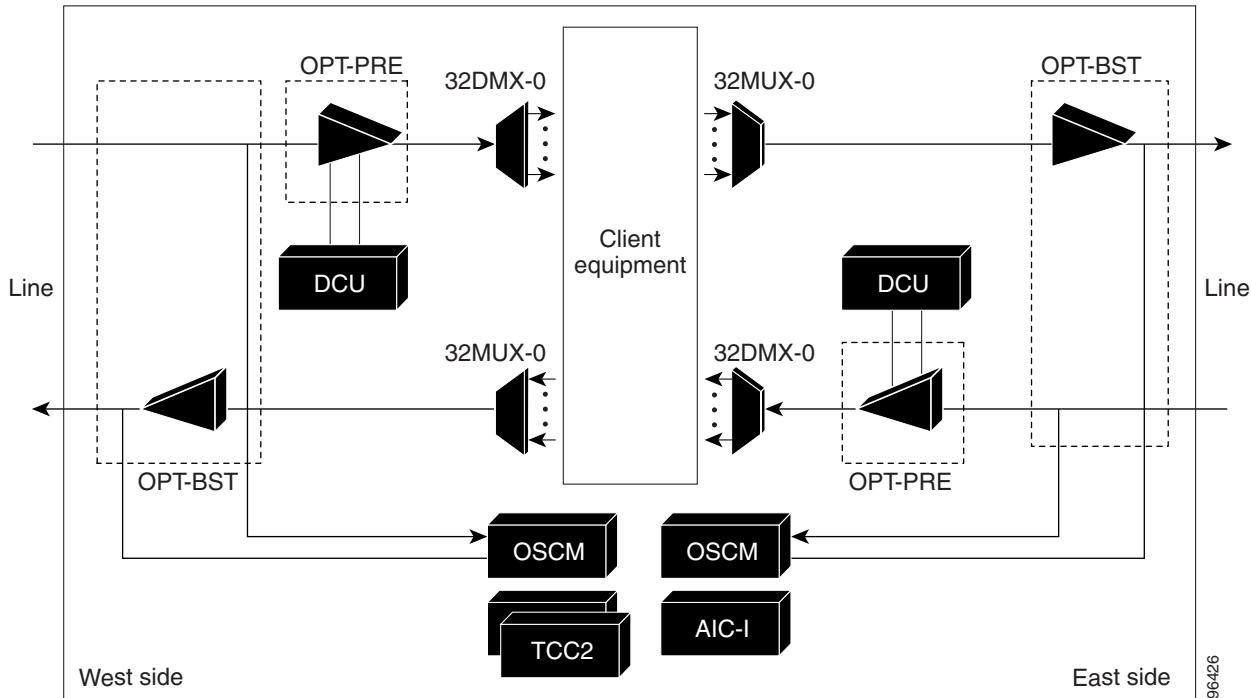 OPT-PRE
32DMX-0
32MUX-0
OPT-BST
Client
equipment
DCU
DCU
Line
Line
32MUX-0
32DMX-0
OPT-BST
OPT-PRE
OSCM
OSCM
TCC2
AIC-I
West side
East side
96426